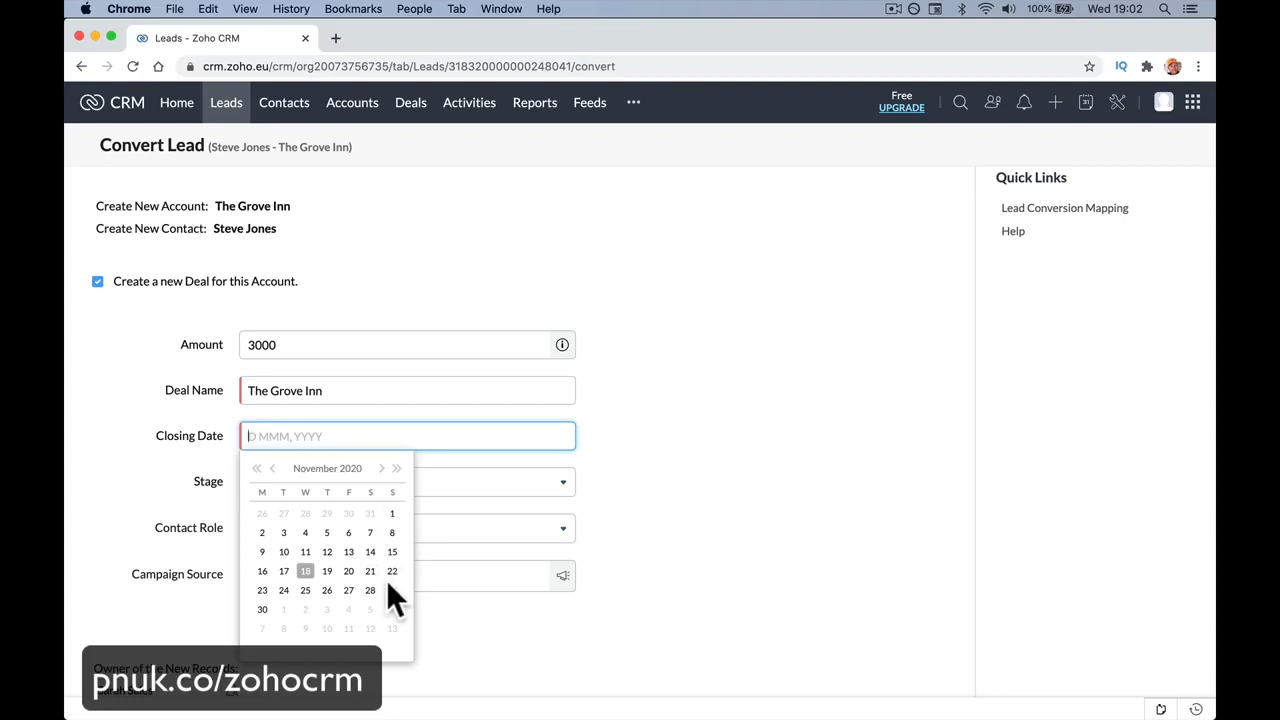 Chrome File Edit View History Bookmarks People Tab Window Help 100% Wed 19:02
Leads - Zoho CRM
crm.zoho.eu/crm/org20073756735/tab/Leads/318320000000248041/convert
CRM Home Leads Contacts Accounts Deals Activities Reports Feeds Free
UPGRADE
31
Convert Lead (Steve Jones - The Grove Inn)
Quick Links
Lead Conversion Mapping
Help
Create New Account: The Grove Inn
Create New Contact: Steve Jones
Create a new Deal for this Account.
Amount 3000
Deal Name The Grove Inn
Closing Date D MMM, YYYY
November 2020
Stage
M T W T F S S
26 27 28 29 30 31 1
Contact Role
2 3 4 5 6 7 8
9 10 11 12 13 14 15
Campaign Source
16 17 18 19 20 21 22
23 24 25 26 27 28
30 1 2 3 4 5
7 8 9 10 11 12 13
Owner of the New Records:
pnuk.co/zohocrm